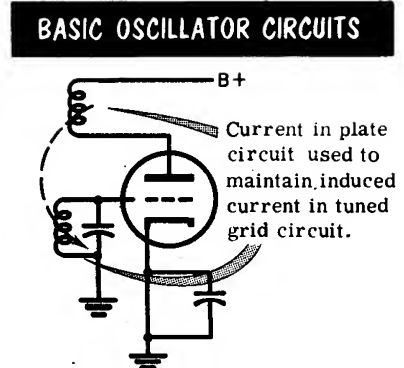 BASIC OSCILLATOR CIRCUITS
B+
Current in plate
circuit used to
maintain induced
current in tuned
grid circuit.